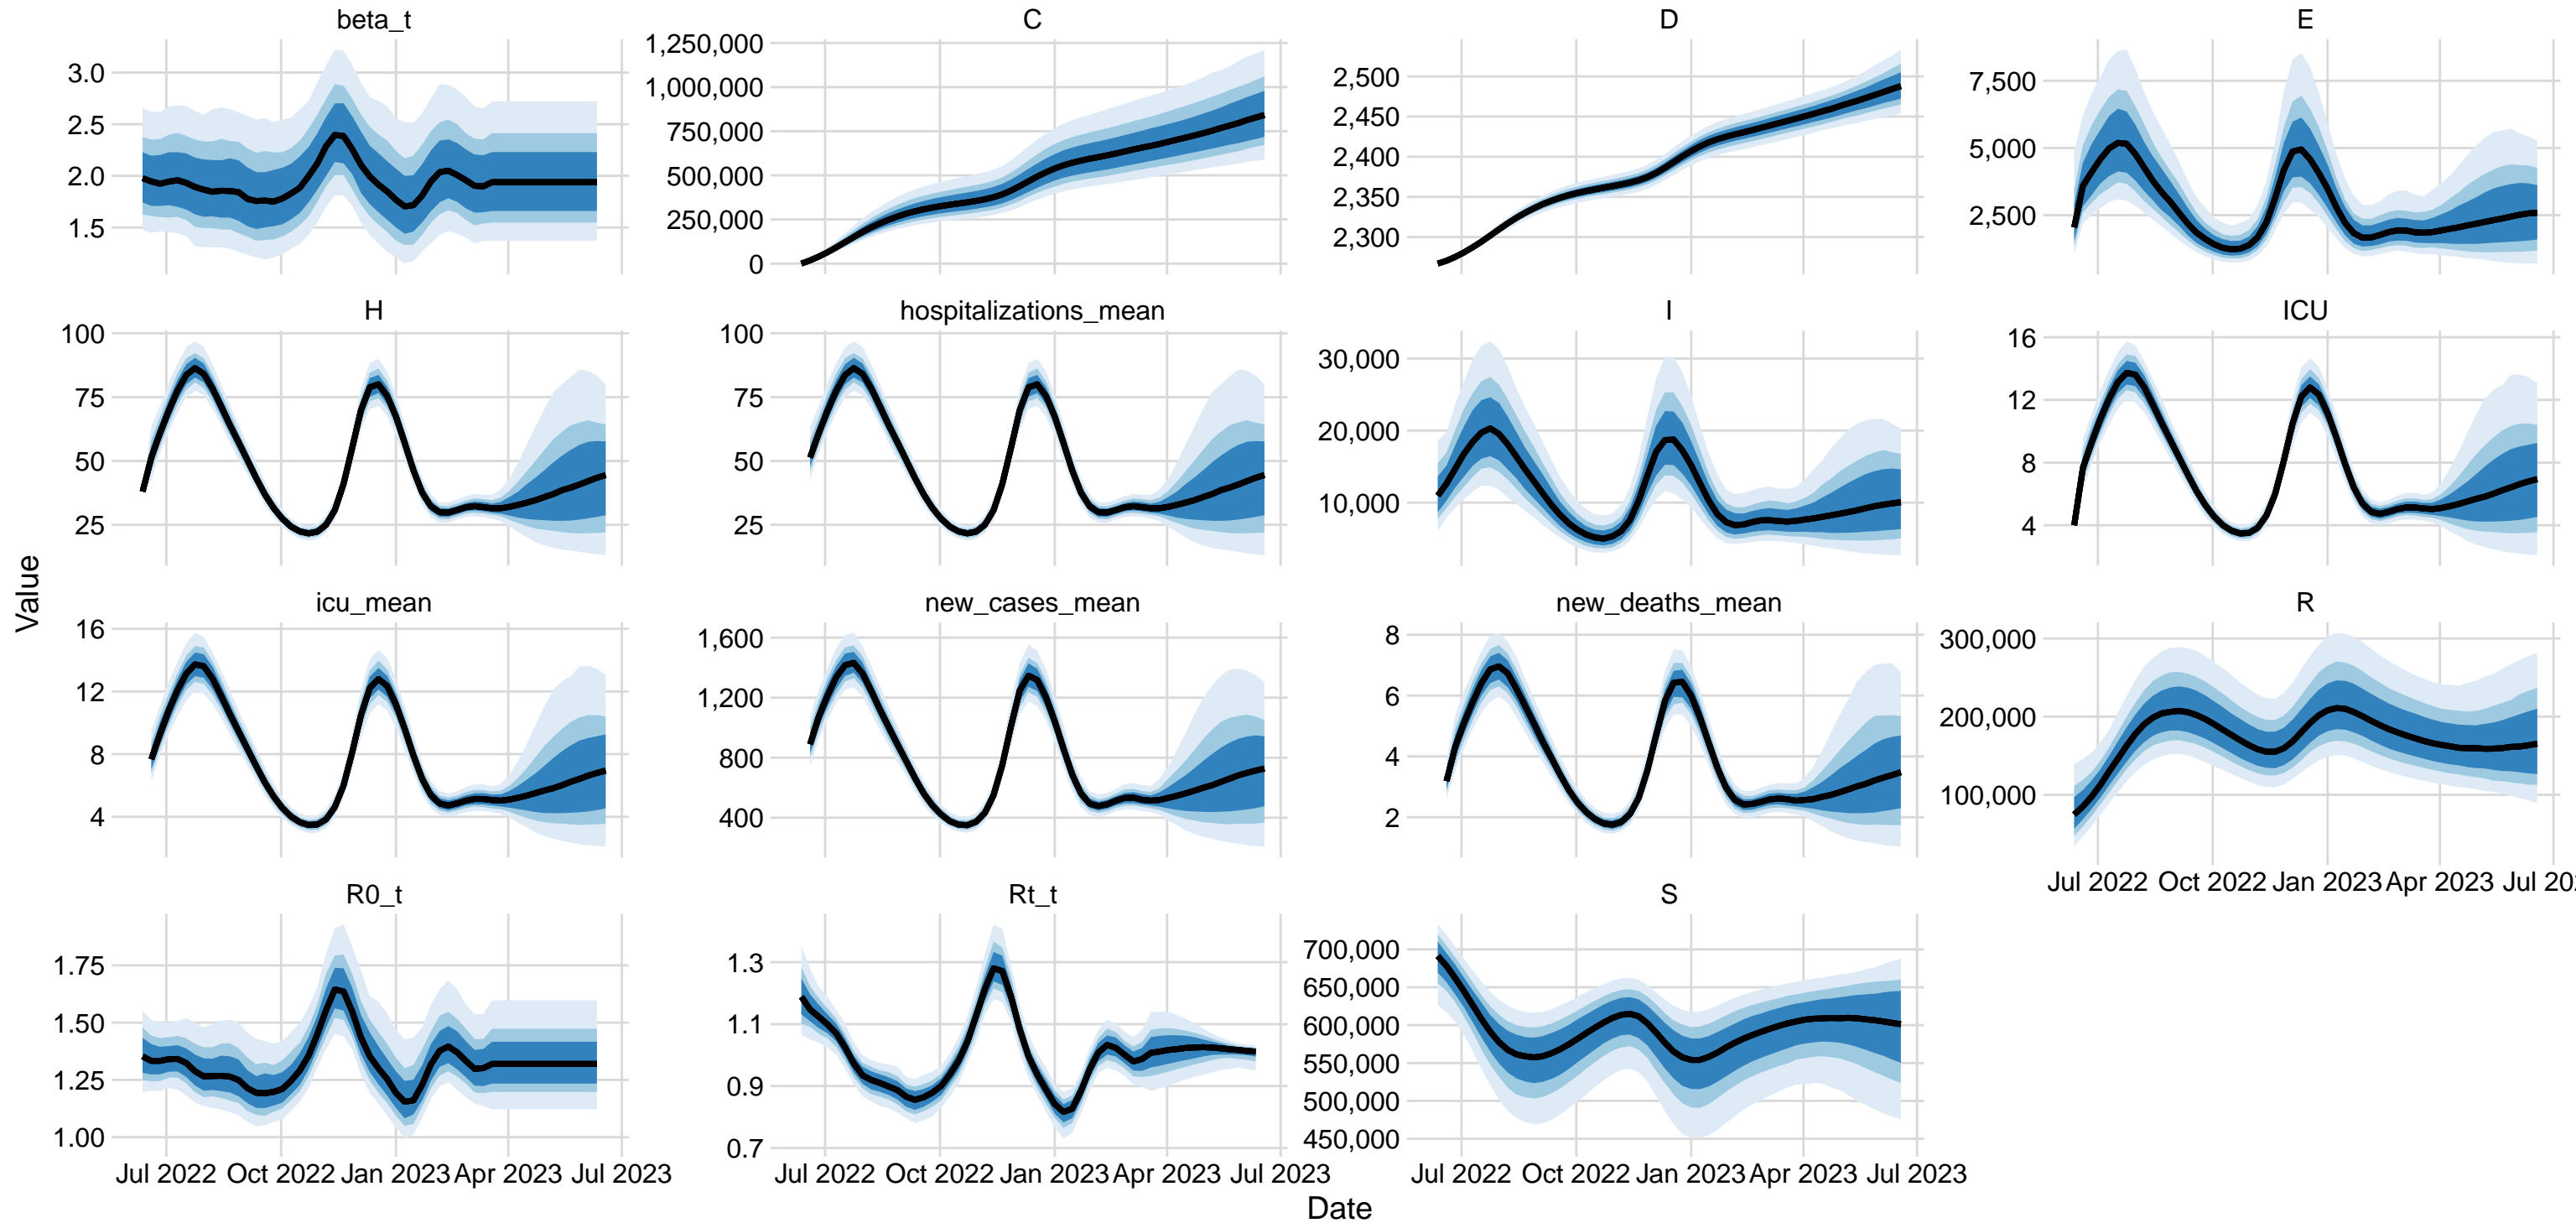 beta_t
3.0
2.5
2.0
1.5
C
1,250,000
1,000,000
750,000
500,000
250,000
0
D
2,500
2,450
2,400
2,350
2,300
E
7,500
5,000
2,500
H
100
75
50
25
hospitalizations_mean
100
75
50
25
I
30,000
20,000
10,000
ICU
16
12
8
4
Value
icu_mean
16
12
8
4
new_cases_mean
1,600
1,200
800
400
new_deaths_mean
8
6
4
2
R
300,000
200,000
100,000
Jul 2022 Oct 2022 Jan 2023 Apr 2023 Jul 20
R0_t
1.75
1.50
1.25
1.00
Jul 2022 Oct 2022 Jan 2023 Apr 2023 Jul 2023
Rt_t
1.3
1.1
0.9
0.7
Jul 2022 Oct 2022 Jan 2023 Apr 2023 Jul 2023
S
700,000
650,000
600,000
550,000
500,000
450,000
Jul 2022 Oct 2022 Jan 2023 Apr 2023 Jul 2023
Date